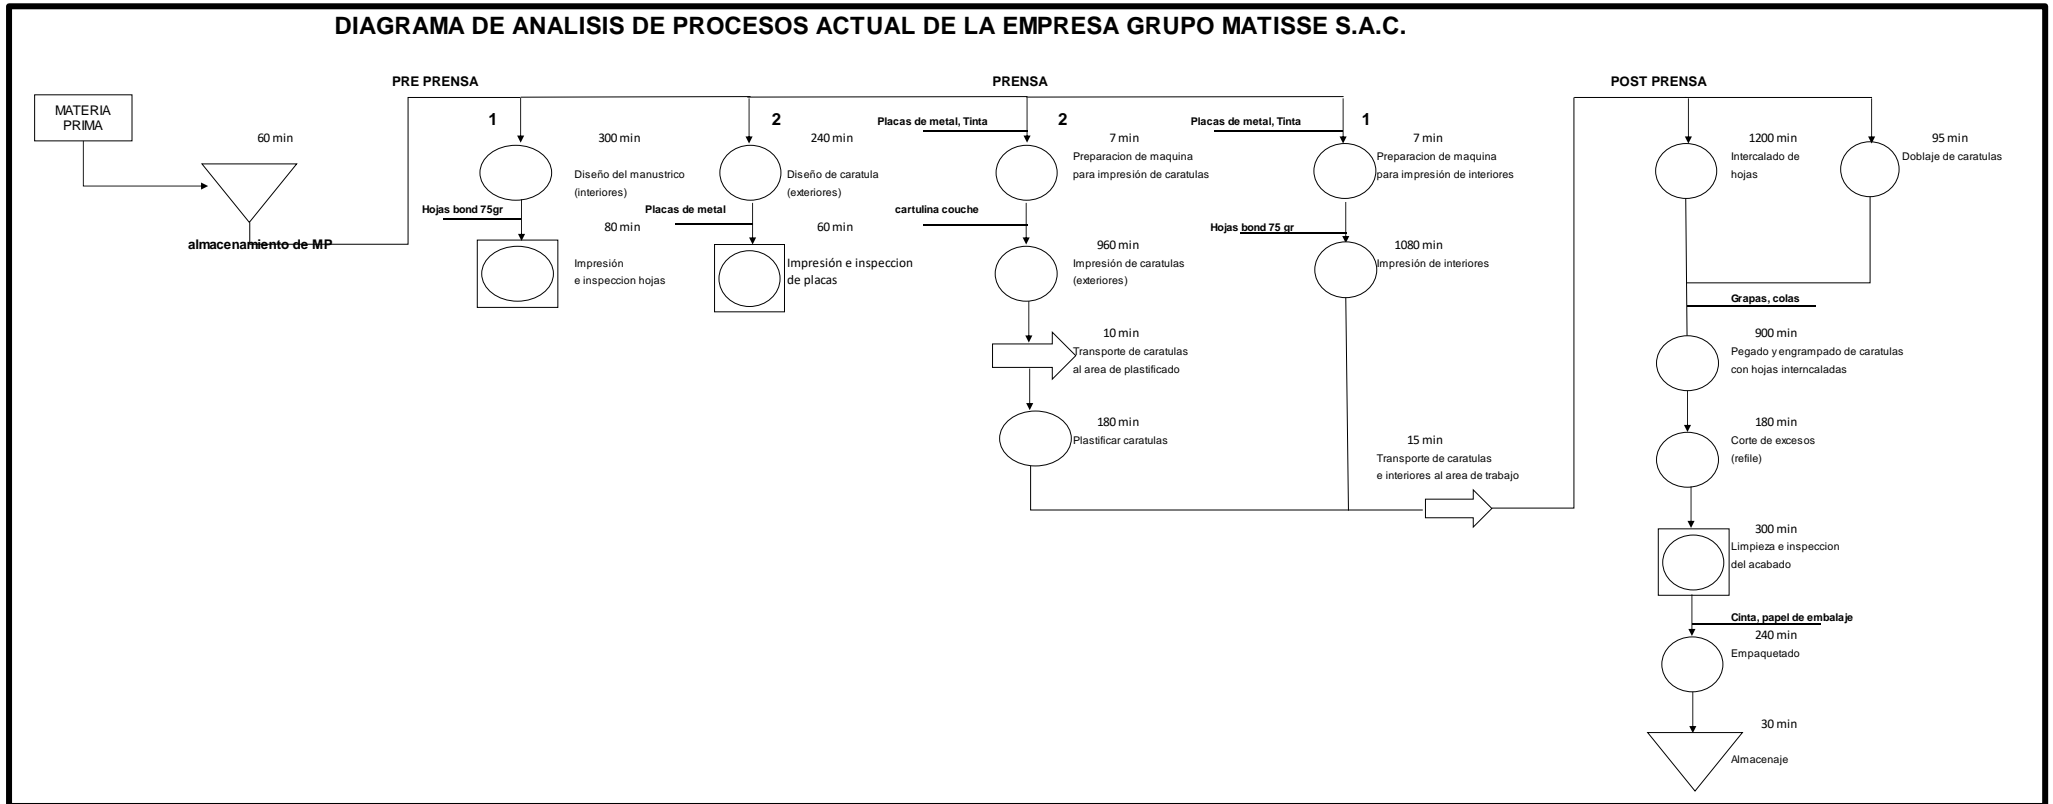 DIAGRAMA DE ANALISIS DE PROCESOS ACTUAL DE LA EMPRESA GRUPO MATISSE S.A.C.
MATERIA
PRIMA
60 min
almacenamiento de MP
PRE PRENSA
1
300 min
Diseño del manustrico
(interiores)
Hojas bond 75gr
80 min
Impresión
e inspeccion hojas
2
240 min
Diseño de caratula
(exteriores)
Placas de metal
60 min
Impresión e inspeccion
de placas
PRENSA
Placas de metal, Tinta
2
7 min
Preparacion de maquina
para impresión de caratulas
cartulina couche
960 min
Impresión de caratulas
(exteriores)
10 min
Transporte de caratulas
al area de plastificado
180 min
Plastificar caratulas
Placas de metal, Tinta
1
7 min
Preparacion de maquina
para impresión de interiores
Hojas bond 75 gr
1080 min
Impresión de interiores
15 min
Transporte de caratulas
e interiores al area de trabajo
POST PRENSA
1200 min
Intercalado de
hojas
95 min
Doblaje de caratulas
Grapas, colas
900 min
Pegado y engrampado de caratulas
con hojas interncaladas
180 min
Corte de excesos
(refile)
300 min
Limpieza e inspeccion
del acabado
Cinta, papel de embalaje
240 min
Empaquetado
30 min
Almacenaje